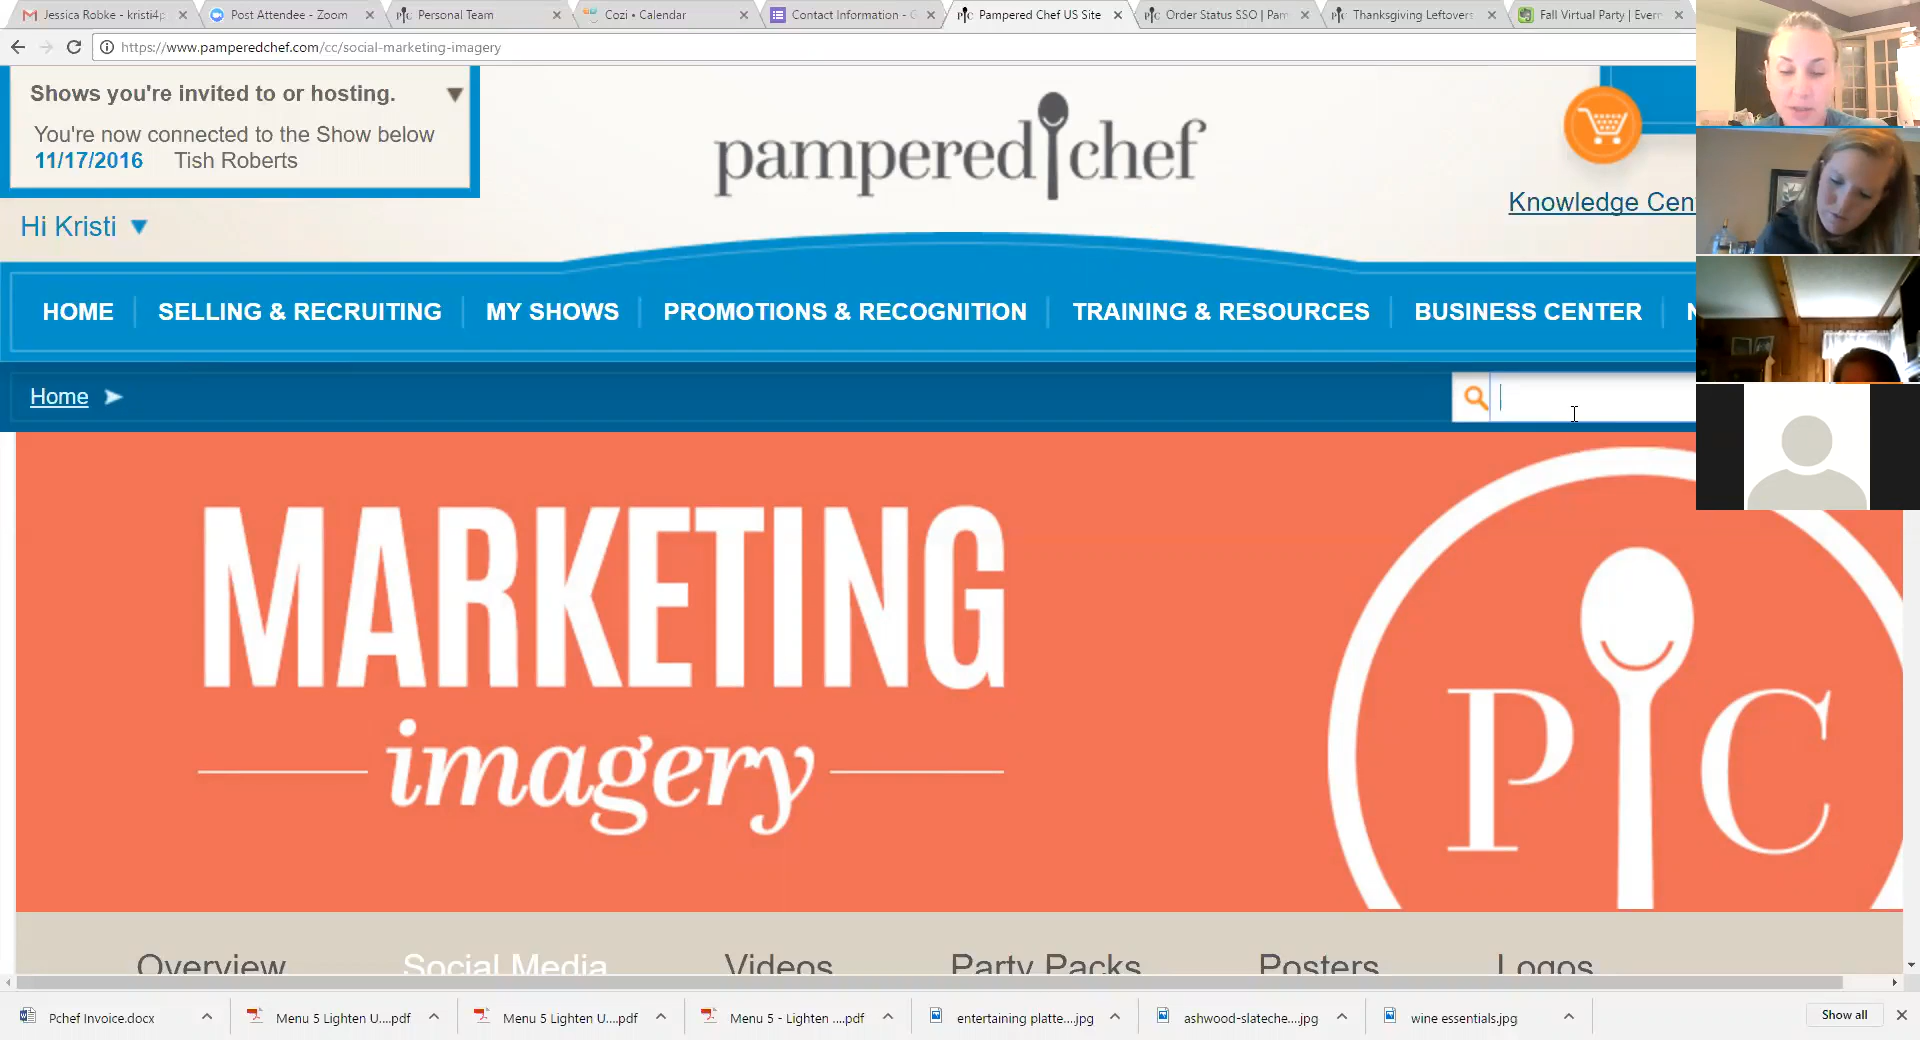 Jessica Robke - kristi4p
Post Attendee - Zoom
Personal Team
Cozi • Calendar
Contact Information - G
Pampered Chef US Site
Order Status SSO | Pam
Thanksgiving Leftovers
Fall Virtual Party | Evern
https://www.pamperedchef.com/cc/social-marketing-imagery
Shows you're invited to or hosting.
You're now connected to the Show below
11/17/2016 Tish Roberts
Hi Kristi
pampered chef
Knowledge Cen
HOME
SELLING & RECRUITING
MY SHOWS
PROMOTIONS & RECOGNITION
TRAINING & RESOURCES
BUSINESS CENTER
N
Home
MARKETING
imagery
P C
Overview
Social Media
Videos
Party Packs
Posters
Logos
Pchef Invoice.docx
Menu 5 Lighten U....pdf
Menu 5 Lighten U....pdf
Menu 5 - Lighten ....pdf
entertaining platte....jpg
ashwood-slateche....jpg
wine essentials.jpg
Show all